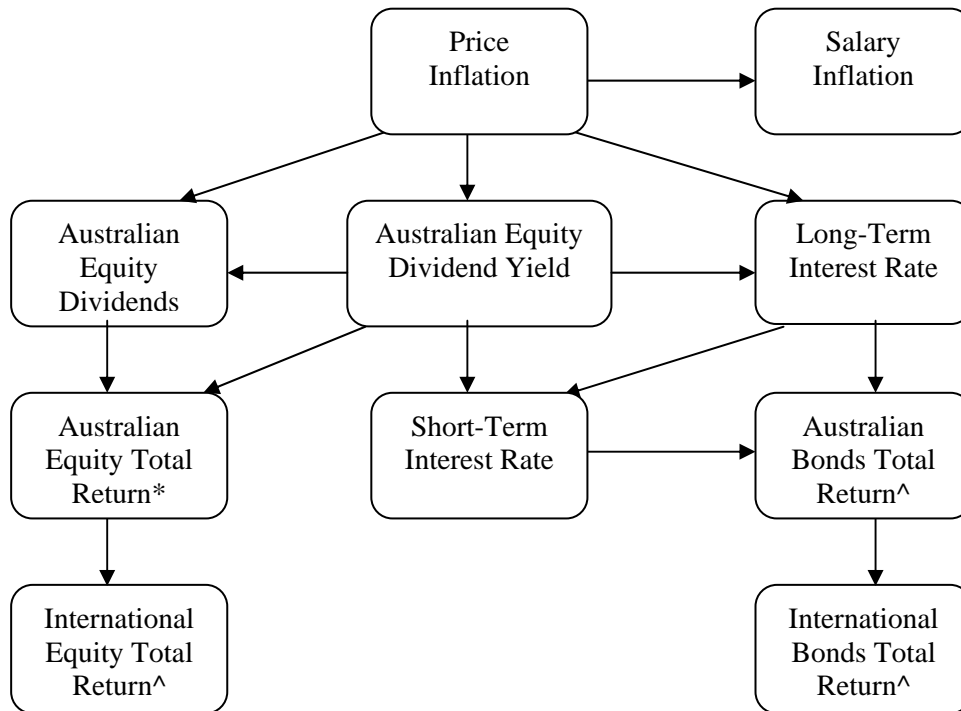 Price
Inflation
Salary
Inflation
Australian
Equity
Dividends
Australian Equity
Dividend Yield
Long-Term
Interest Rate
Australian
Equity Total
Return*
Short-Term
Interest Rate
Australian
Bonds Total
Return^
International
Equity Total
Return^
International
Bonds Total
Return^